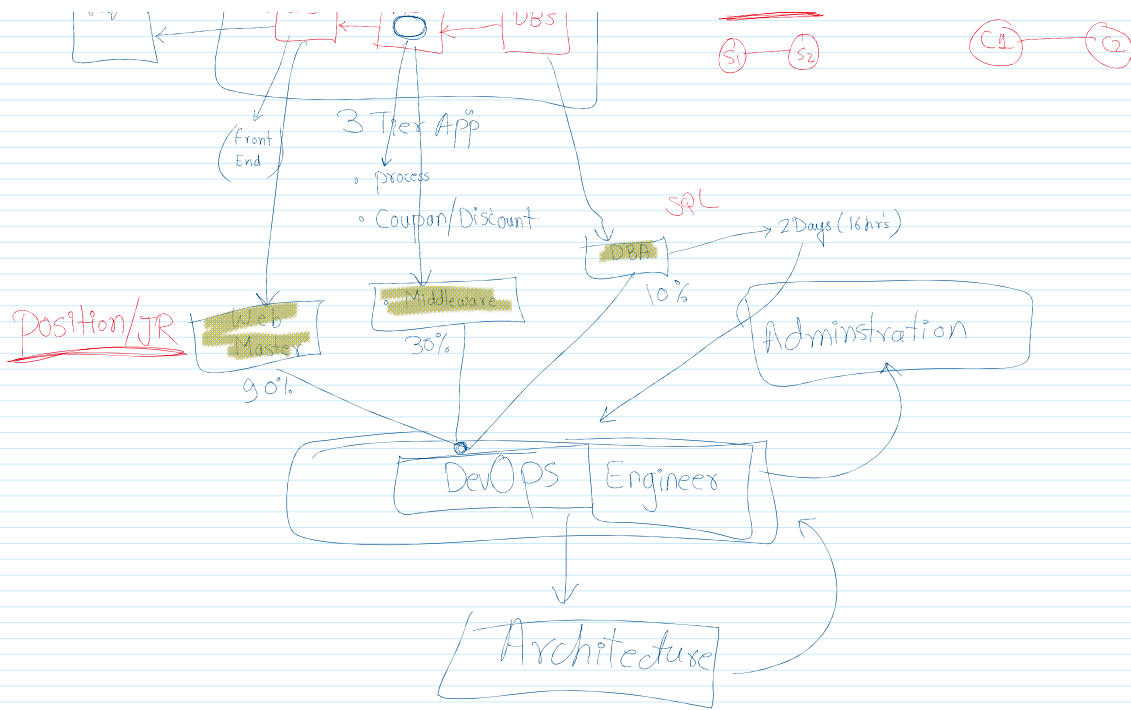 DBS
S1
S2
C1
C2
3 Tier App
(Front
End)
process
Coupon/Discount
SQL
2 Days (16 hrs)
DBA
10%
Position/JR
Web
Master
90%
Middleware
30%
Adminstration
DevOPS
Engineer
Architecture